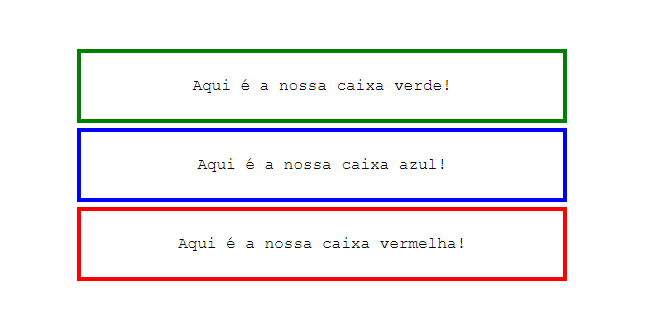 Aqui é a nossa caixa verde!
Aqui é a nossa caixa azul!
Aqui é a nossa caixa vermelha!